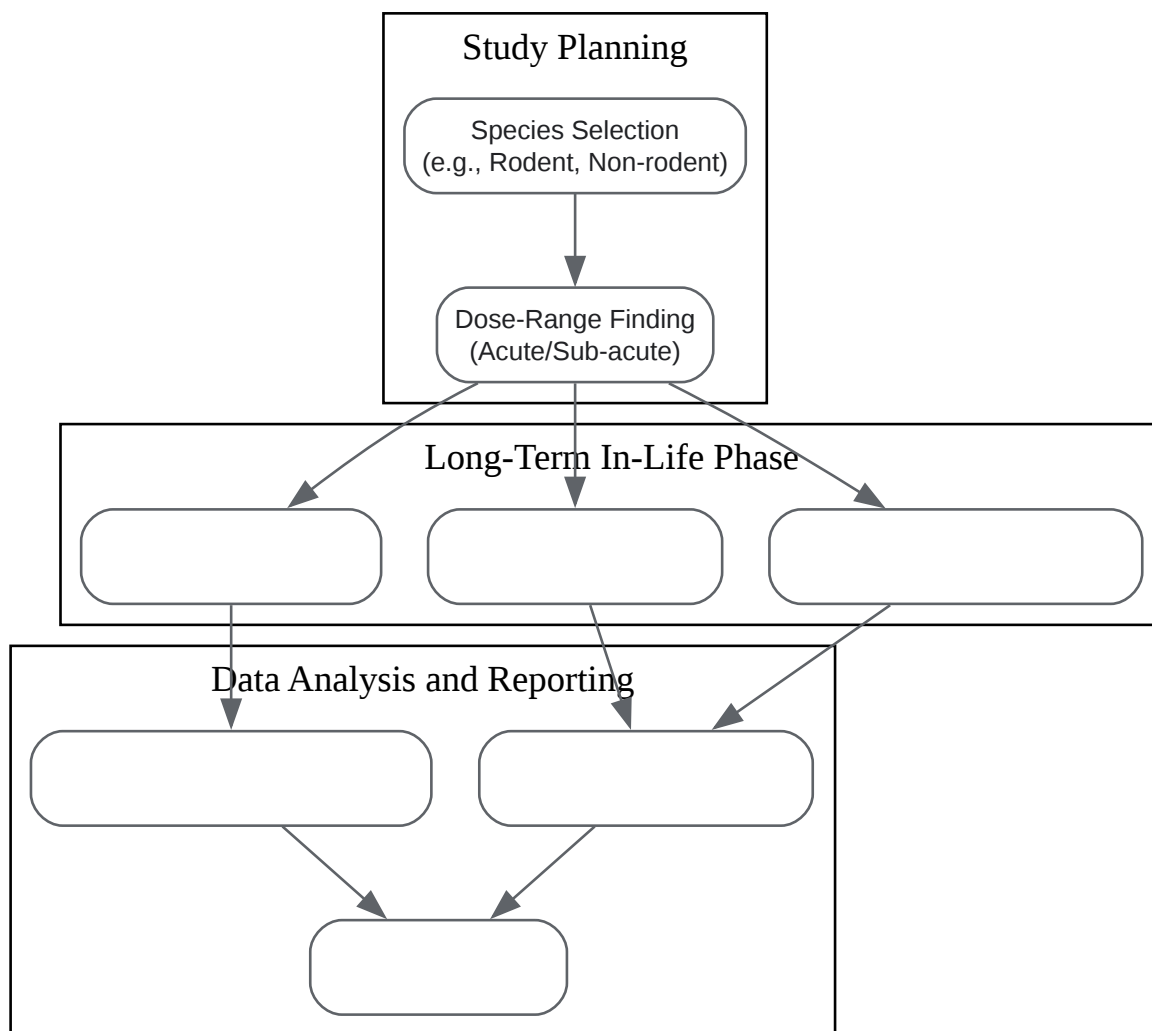 Study Planning
Species Selection
(e.g., Rodent, Non-rodent)
Dose-Range Finding
(Acute/Sub-acute)
Long-Term In-Life Phase
Data Analysis and Reporting